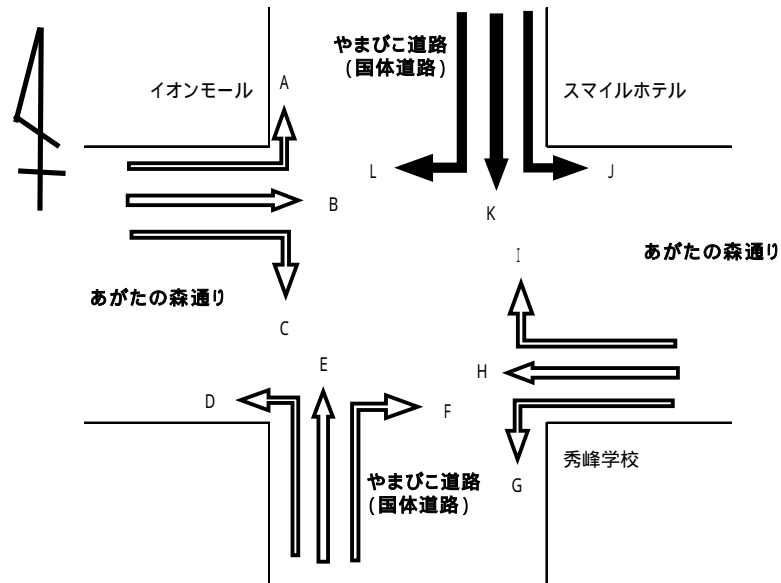 やまびこ道路
(国体道路)
イオンモール
A
スマイルホテル
L
J
B
K
I
あがたの森通り
あがたの森通り
C
E
H
D
F
やまびこ道路
(国体道路)
秀峰学校
G